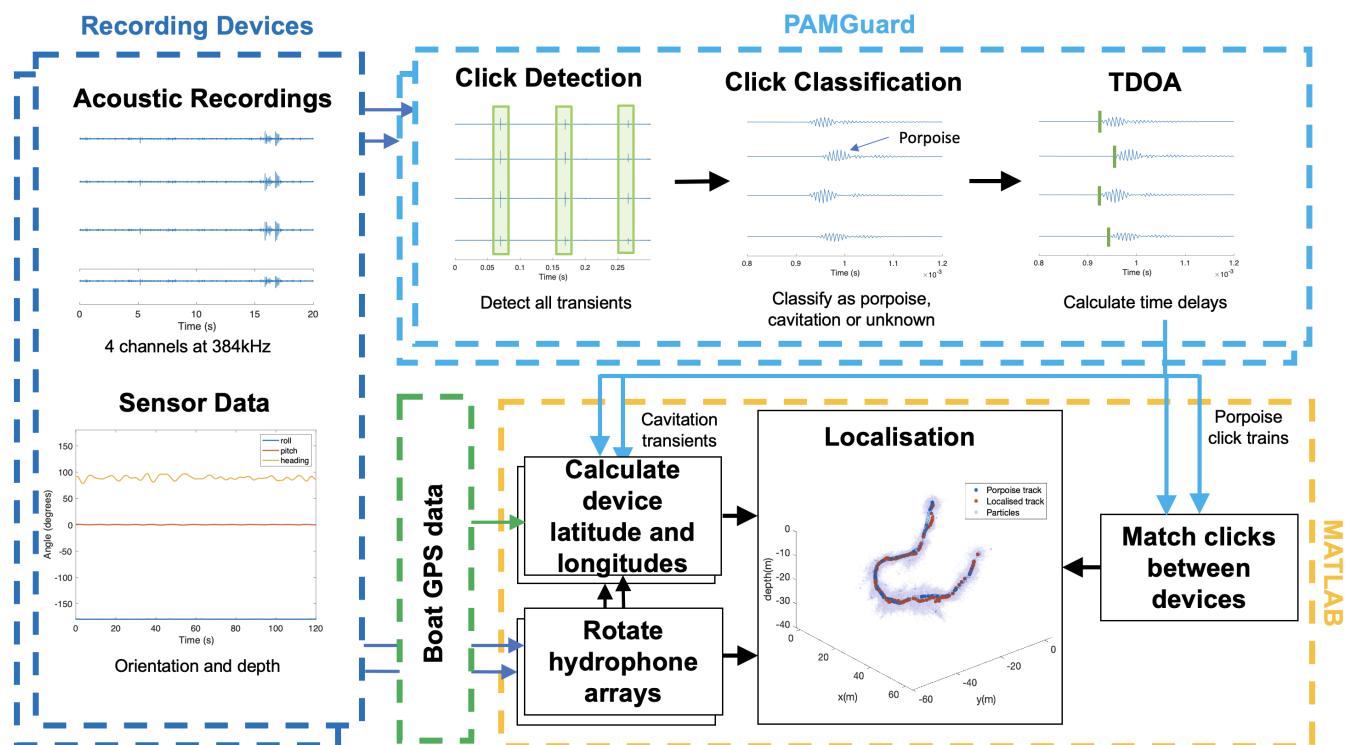 Recording Devices
Acoustic Recordings
0 5 10 15 20
Time (s)
4 channels at 384kHz
Sensor Data
roll
pitch
heading
150
100
50
0
-50
-100
-150
Angle (degrees)
0 20 40 60 80 100 120
Time (s)
Orientation and depth
PAMGuard
Click Detection
0 0.05 0.1 0.15 0.2 0.25
Time (s)
Detect all transients
Click Classification
Porpoise
0.8 0.9 1 1.1 1.2
Time (s)
×10⁻³
Classify as porpoise,
cavitation or unknown
TDOA
0.8 0.9 1 1.1 1.2
Time (s)
×10⁻³
Calculate time delays
Boat GPS data
Cavitation
transients
Calculate
device
latitude and
longitudes
Rotate
hydrophone
arrays
Localisation
Porpoise track
Localised track
Particles
0
-10
-20
-30
-40
depth(m)
0
20
40
60
x(m)
-60
-40
-20
0
y(m)
Porpoise
click trains
Match clicks
between
devices
MATLAB